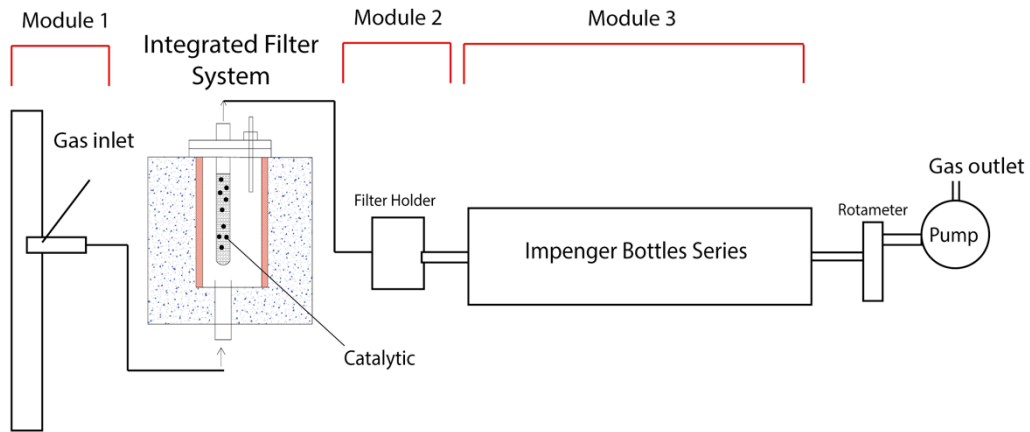 Module 1
Integrated Filter
System
Module 2
Module 3
Gas inlet
Filter Holder
Impenger Bottles Series
Rotameter
Gas outlet
Pump
Catalytic